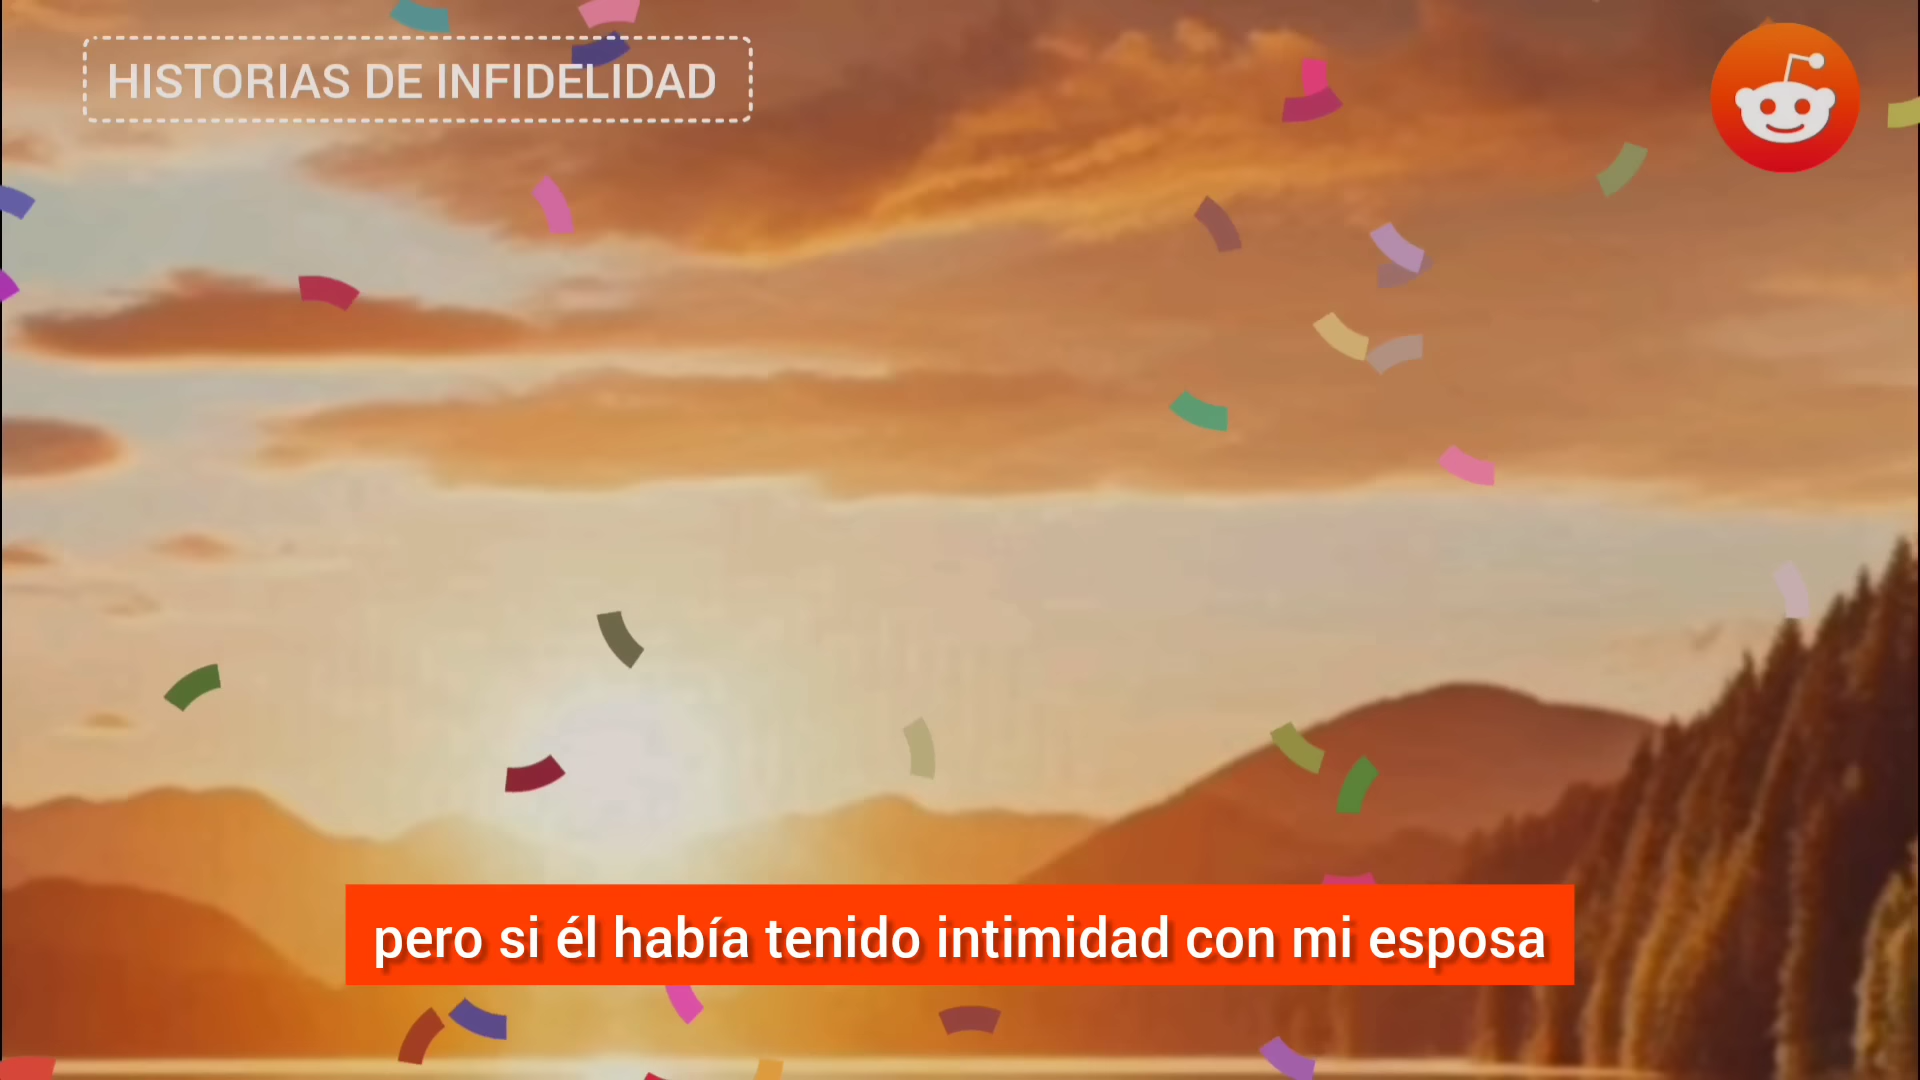 HISTORIAS DE INFIDELIDAD
pero si él había tenido intimidad con mi esposa